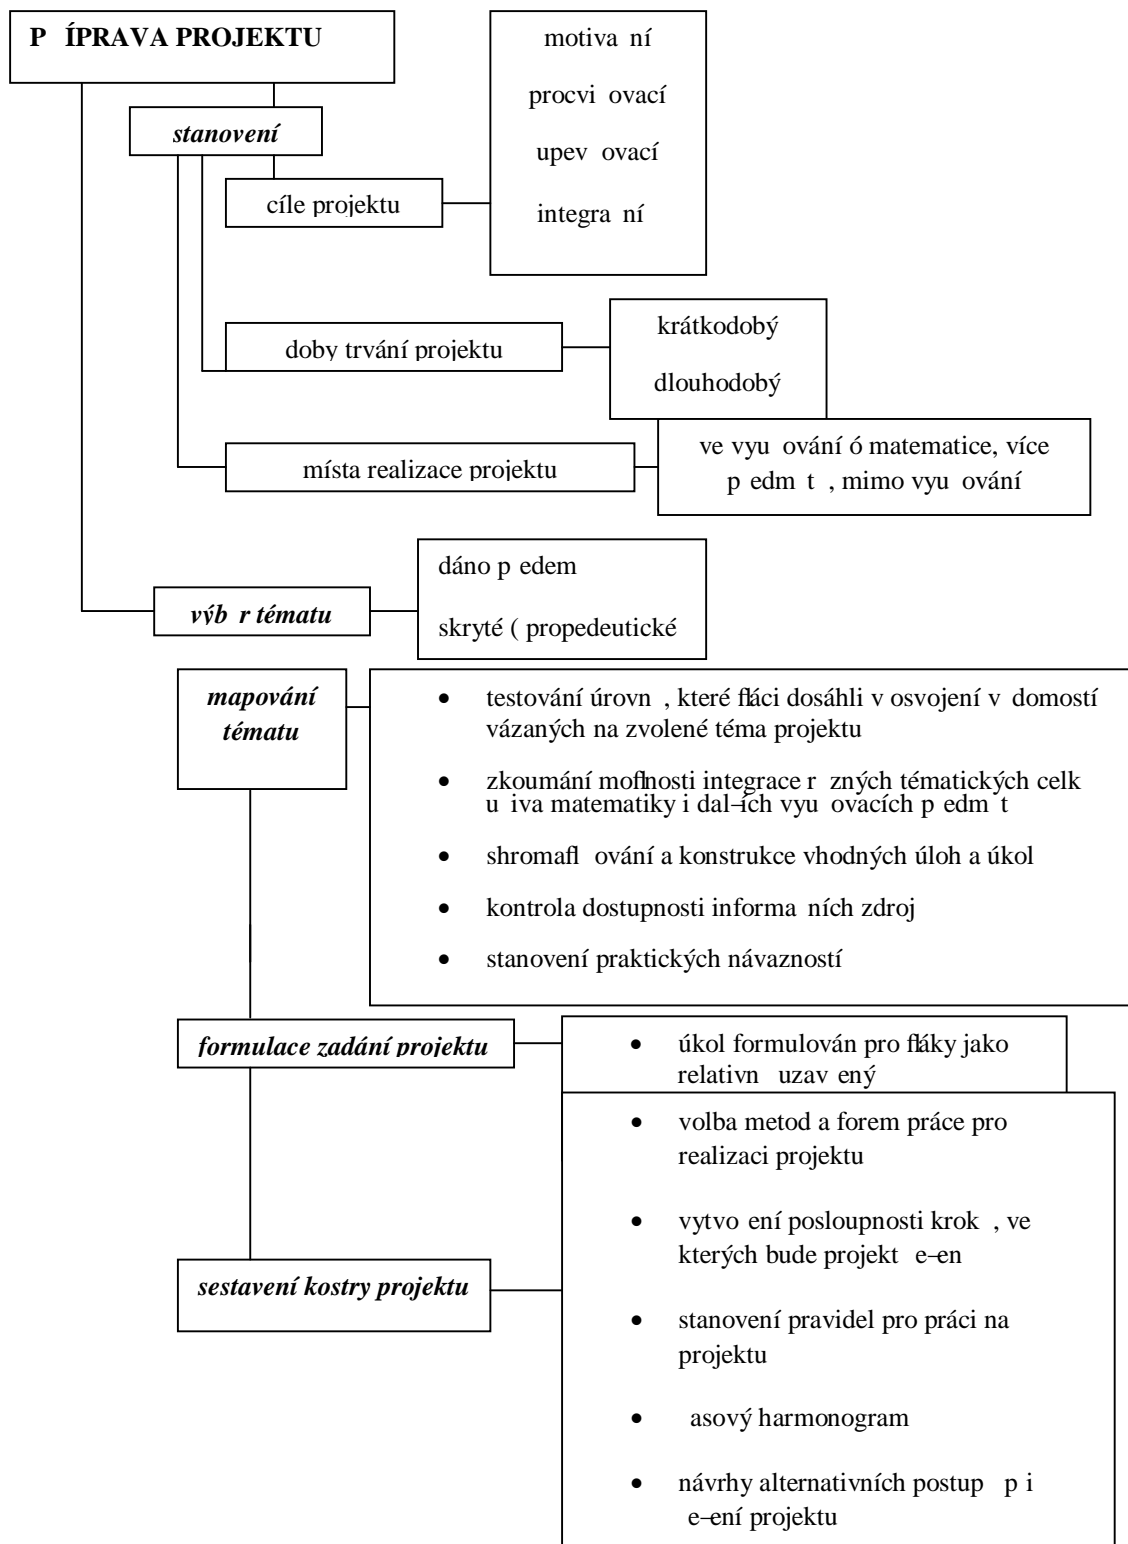 P ÍPRAVA PROJEKTU
motiva ní
procvi ovací
upev ovací
integra ní
stanovení
cíle projektu
krátkodobý
dlouhodobý
doby trvání projektu
místa realizace projektu
ve vyu ování ó matematice, více
p edm t , mimo vyu ování
dáno p edem
skryté ( propedeutické
výb r tématu
mapování
tématu
• testování úrovn , které fláci dosáhli v osvojení v domostí
vázaných na zvolené téma projektu
• zkoumání moflnosti integrace r zných tématických celk
u iva matematiky i dal–ích vyu ovacích p edm t
• shromafl ování a konstrukce vhodných úloh a úkol
• kontrola dostupnosti informa ních zdroj
• stanovení praktických návazností
formulace zadání projektu
• úkol formulován pro fláky jako
relativn uzav ený
sestavení kostry projektu
• volba metod a forem práce pro
realizaci projektu
• vytvo ení posloupnosti krok , ve
kterých bude projekt e–en
• stanovení pravidel pro práci na
projektu
• asový harmonogram
• návrhy alternativních postup p i
e–ení projektu